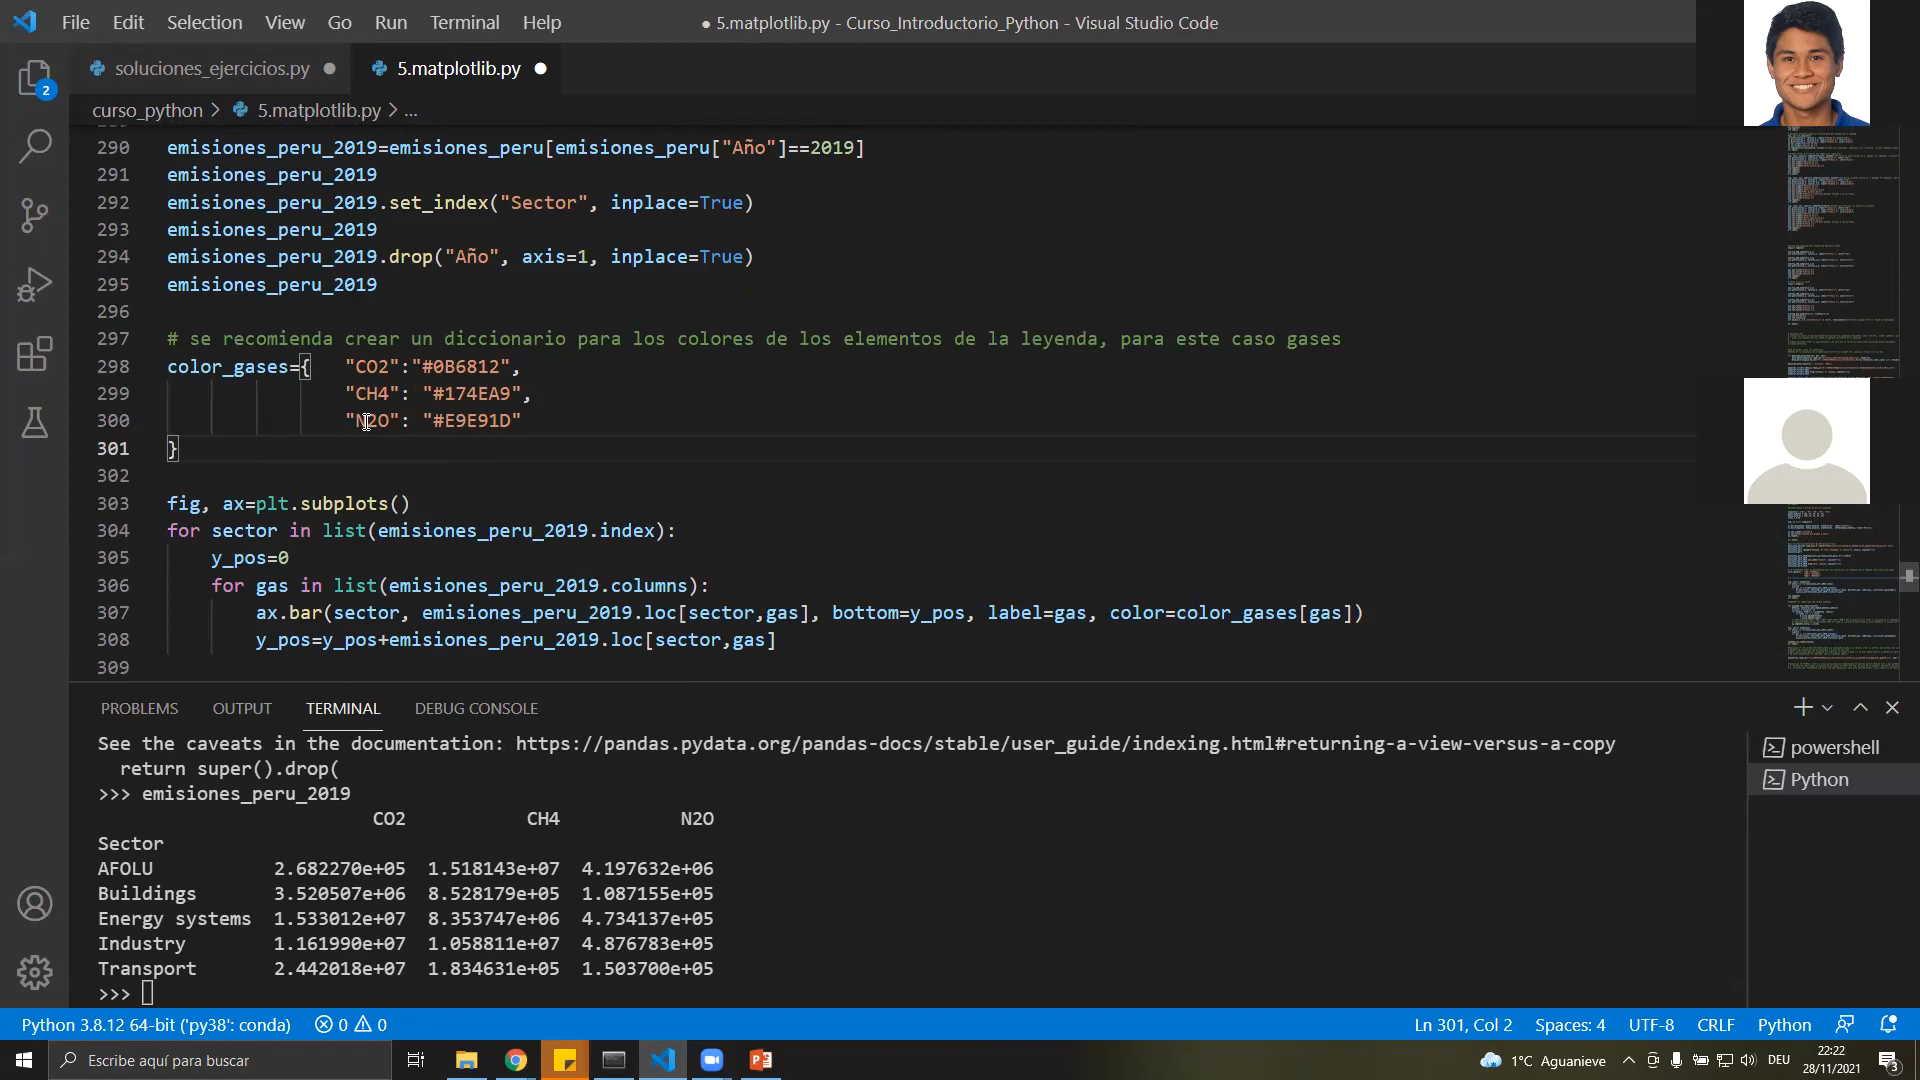 File Edit Selection View Go Run Terminal Help
● 5.matplotlib.py - Curso_Introductorio_Python - Visual Studio Code
soluciones_ejercicios.py ●
5.matplotlib.py ●
2
curso_python > 5.matplotlib.py > ...
290 emisiones_peru_2019=emisiones_peru[emisiones_peru["Año"]==2019]
291 emisiones_peru_2019
292 emisiones_peru_2019.set_index("Sector", inplace=True)
293 emisiones_peru_2019
294 emisiones_peru_2019.drop("Año", axis=1, inplace=True)
295 emisiones_peru_2019
296
297 # se recomienda crear un diccionario para los colores de los elementos de la leyenda, para este caso gases
298 color_gases={ "CO2":"#0B6812",
299 "CH4": "#174EA9",
300 "N2O": "#E9E91D"
301 }
302
303 fig, ax=plt.subplots()
304 for sector in list(emisiones_peru_2019.index):
305 y_pos=0
306 for gas in list(emisiones_peru_2019.columns):
307 ax.bar(sector, emisiones_peru_2019.loc[sector,gas], bottom=y_pos, label=gas, color=color_gases[gas])
308 y_pos=y_pos+emisiones_peru_2019.loc[sector,gas]
309
PROBLEMS OUTPUT TERMINAL DEBUG CONSOLE
See the caveats in the documentation: https://pandas.pydata.org/pandas-docs/stable/user_guide/indexing.html#returning-a-view-versus-a-copy
return super().drop(
>>> emisiones_peru_2019
CO2 CH4 N2O
Sector
AFOLU 2.682270e+05 1.518143e+07 4.197632e+06
Buildings 3.520507e+06 8.528179e+05 1.087155e+05
Energy systems 1.533012e+07 8.353747e+06 4.734137e+05
Industry 1.161990e+07 1.058811e+07 4.876783e+05
Transport 2.442018e+07 1.834631e+05 1.503700e+05
>>>
powershell
Python
Python 3.8.12 64-bit ('py38': conda) 0 0
Ln 301, Col 2 Spaces: 4 UTF-8 CRLF Python
Escribe aquí para buscar
1°C Aguanieve
DEU
22:22
28/11/2021
3